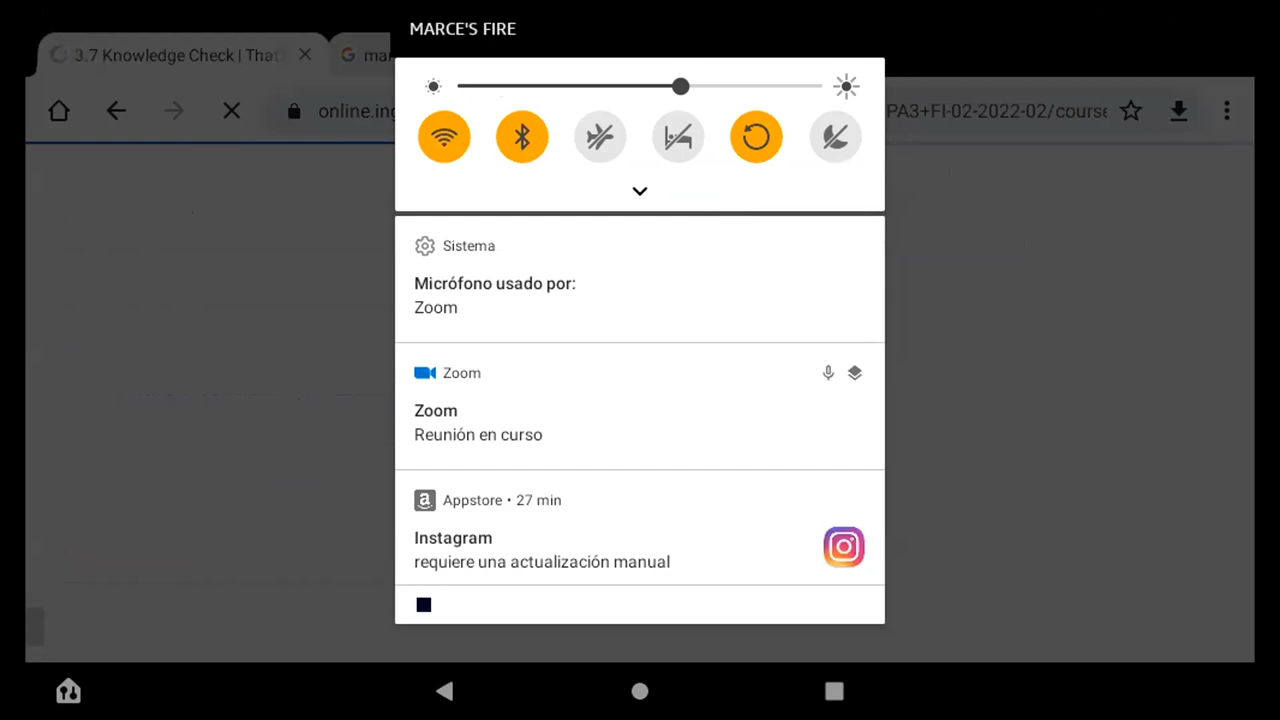 MARCE'S FIRE
3.7 Knowledge Check | That
online.ing
PA3+FI-02-2022-02/course
Sistema
Micrófono usado por:
Zoom
Zoom
Zoom
Reunión en curso
Appstore • 27 min
Instagram
requiere una actualización manual